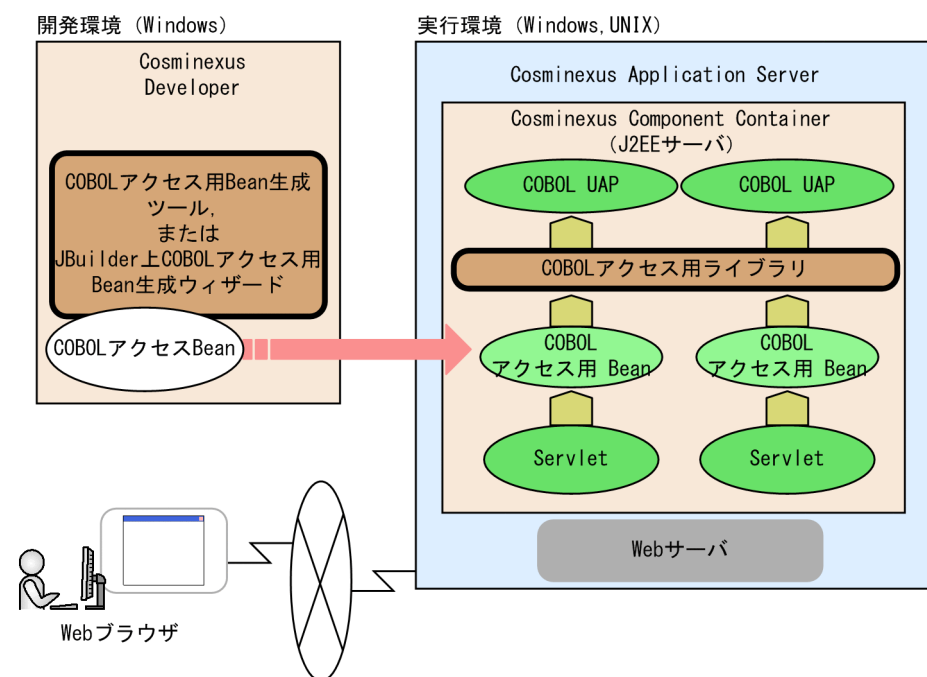 開発環境（Windows）
Cosminexus
Developer
COBOLアクセス用Bean生成
ツール,
または
JBuilder上COBOLアクセス用
Bean生成ウィザード
COBOLアクセスBean
実行環境（Windows,UNIX）
Cosminexus Application Server
Cosminexus Component Container
（J2EEサーバ）
COBOL UAP
COBOL UAP
COBOLアクセス用ライブラリ
COBOL
アクセス用 Bean
COBOL
アクセス用 Bean
Servlet
Servlet
Webサーバ
Webブラウザ